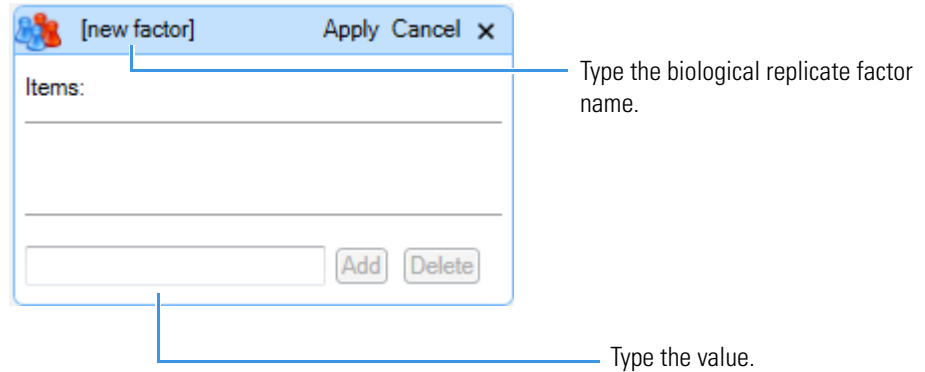 [new factor] Apply Cancel x
Type the biological replicate factor
name.
Items:
Add Delete
Type the value.